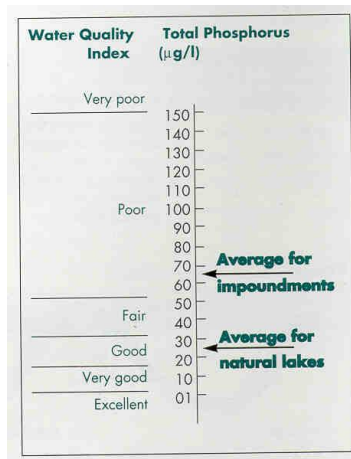 Water Quality Index
Total Phosphorus (µg/l)
Very poor
150
140
130
120
110
Poor
100
90
80
70
Average for
60
impoundments
50
Fair
40
30
Average for
Good
20
natural lakes
Very good
10
Excellent
01